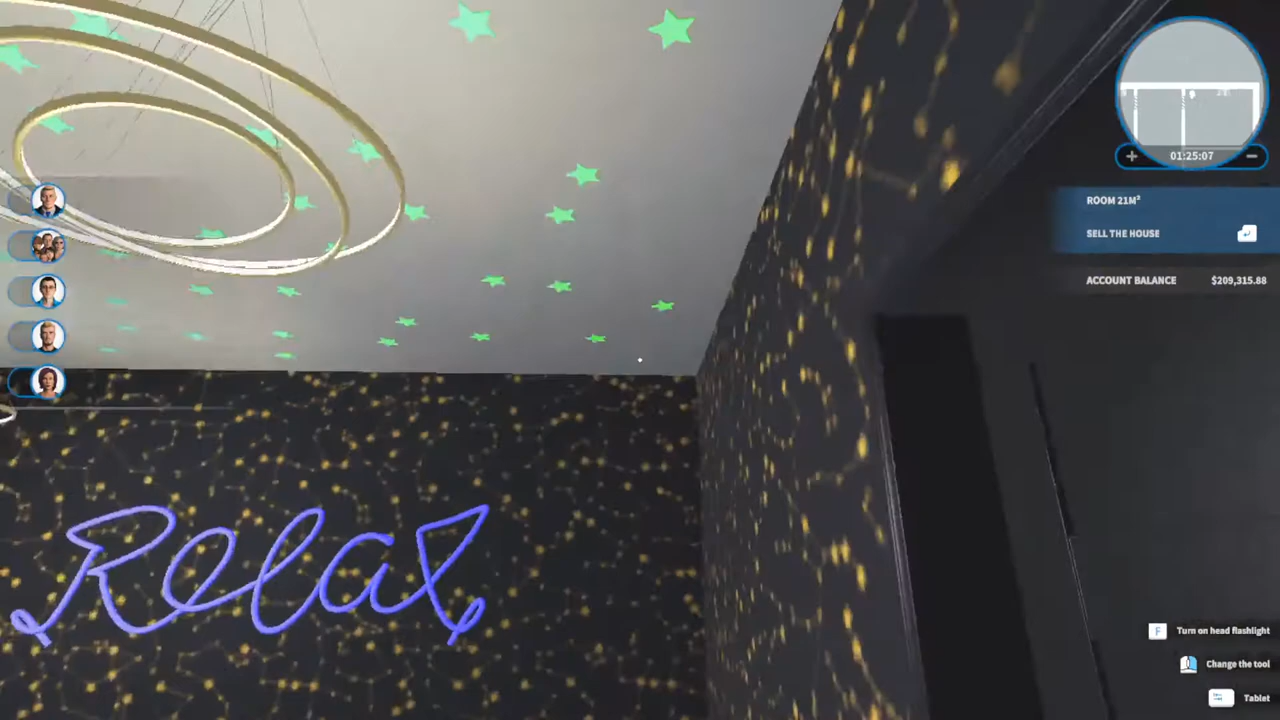 01:25:07
ROOM 21M²
SELL THE HOUSE
ACCOUNT BALANCE $209,315.88
Relax
F Turn on head flashlight
Change the tool
Tablet